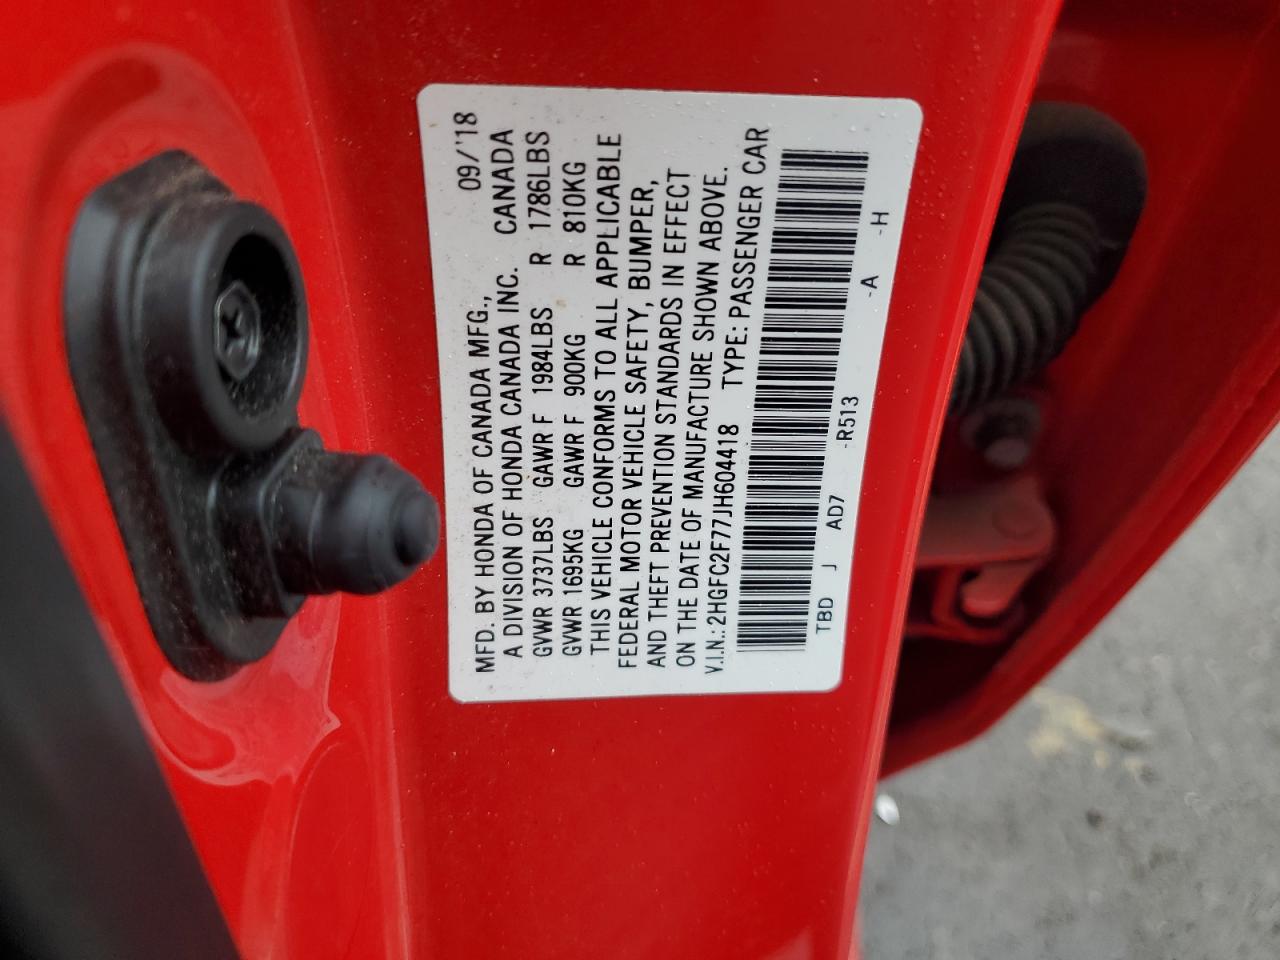 MFD. BY HONDA OF CANADA MFG., 09/'18
A DIVISION OF HONDA CANADA INC. CANADA
GVWR 3737LBS GAWR F 1984LBS R 1786LBS
GVWR 1695KG GAWR F 900KG R 810KG
THIS VEHICLE CONFORMS TO ALL APPLICABLE
FEDERAL MOTOR VEHICLE SAFETY, BUMPER,
AND THEFT PREVENTION STANDARDS IN EFFECT
ON THE DATE OF MANUFACTURE SHOWN ABOVE.
V.I.N.: 2HGFC2F77JH604418 TYPE: PASSENGER CAR
TBD J AD7 -R513 -A -H